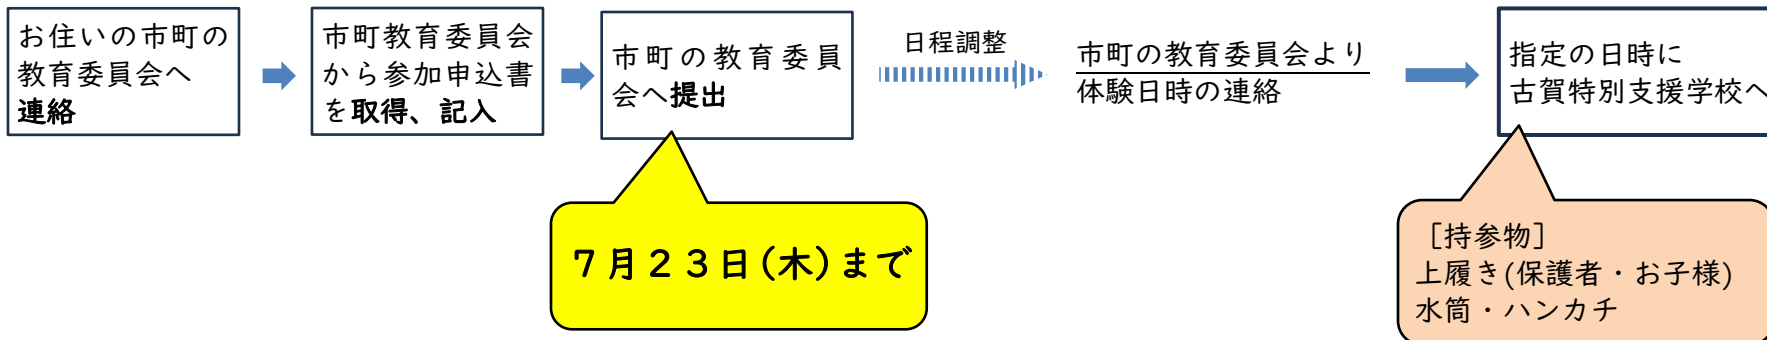 お住いの市町の
教育委員会へ
連絡
市町教育委員会
から参加申込書
を取得、記入
市町の教育委員
会へ提出
日程調整
市町の教育委員会より
体験日時の連絡
指定の日時に
古賀特別支援学校へ
７月２３日(木)まで
［持参物］
上履き(保護者・お子様)
水筒・ハンカチ